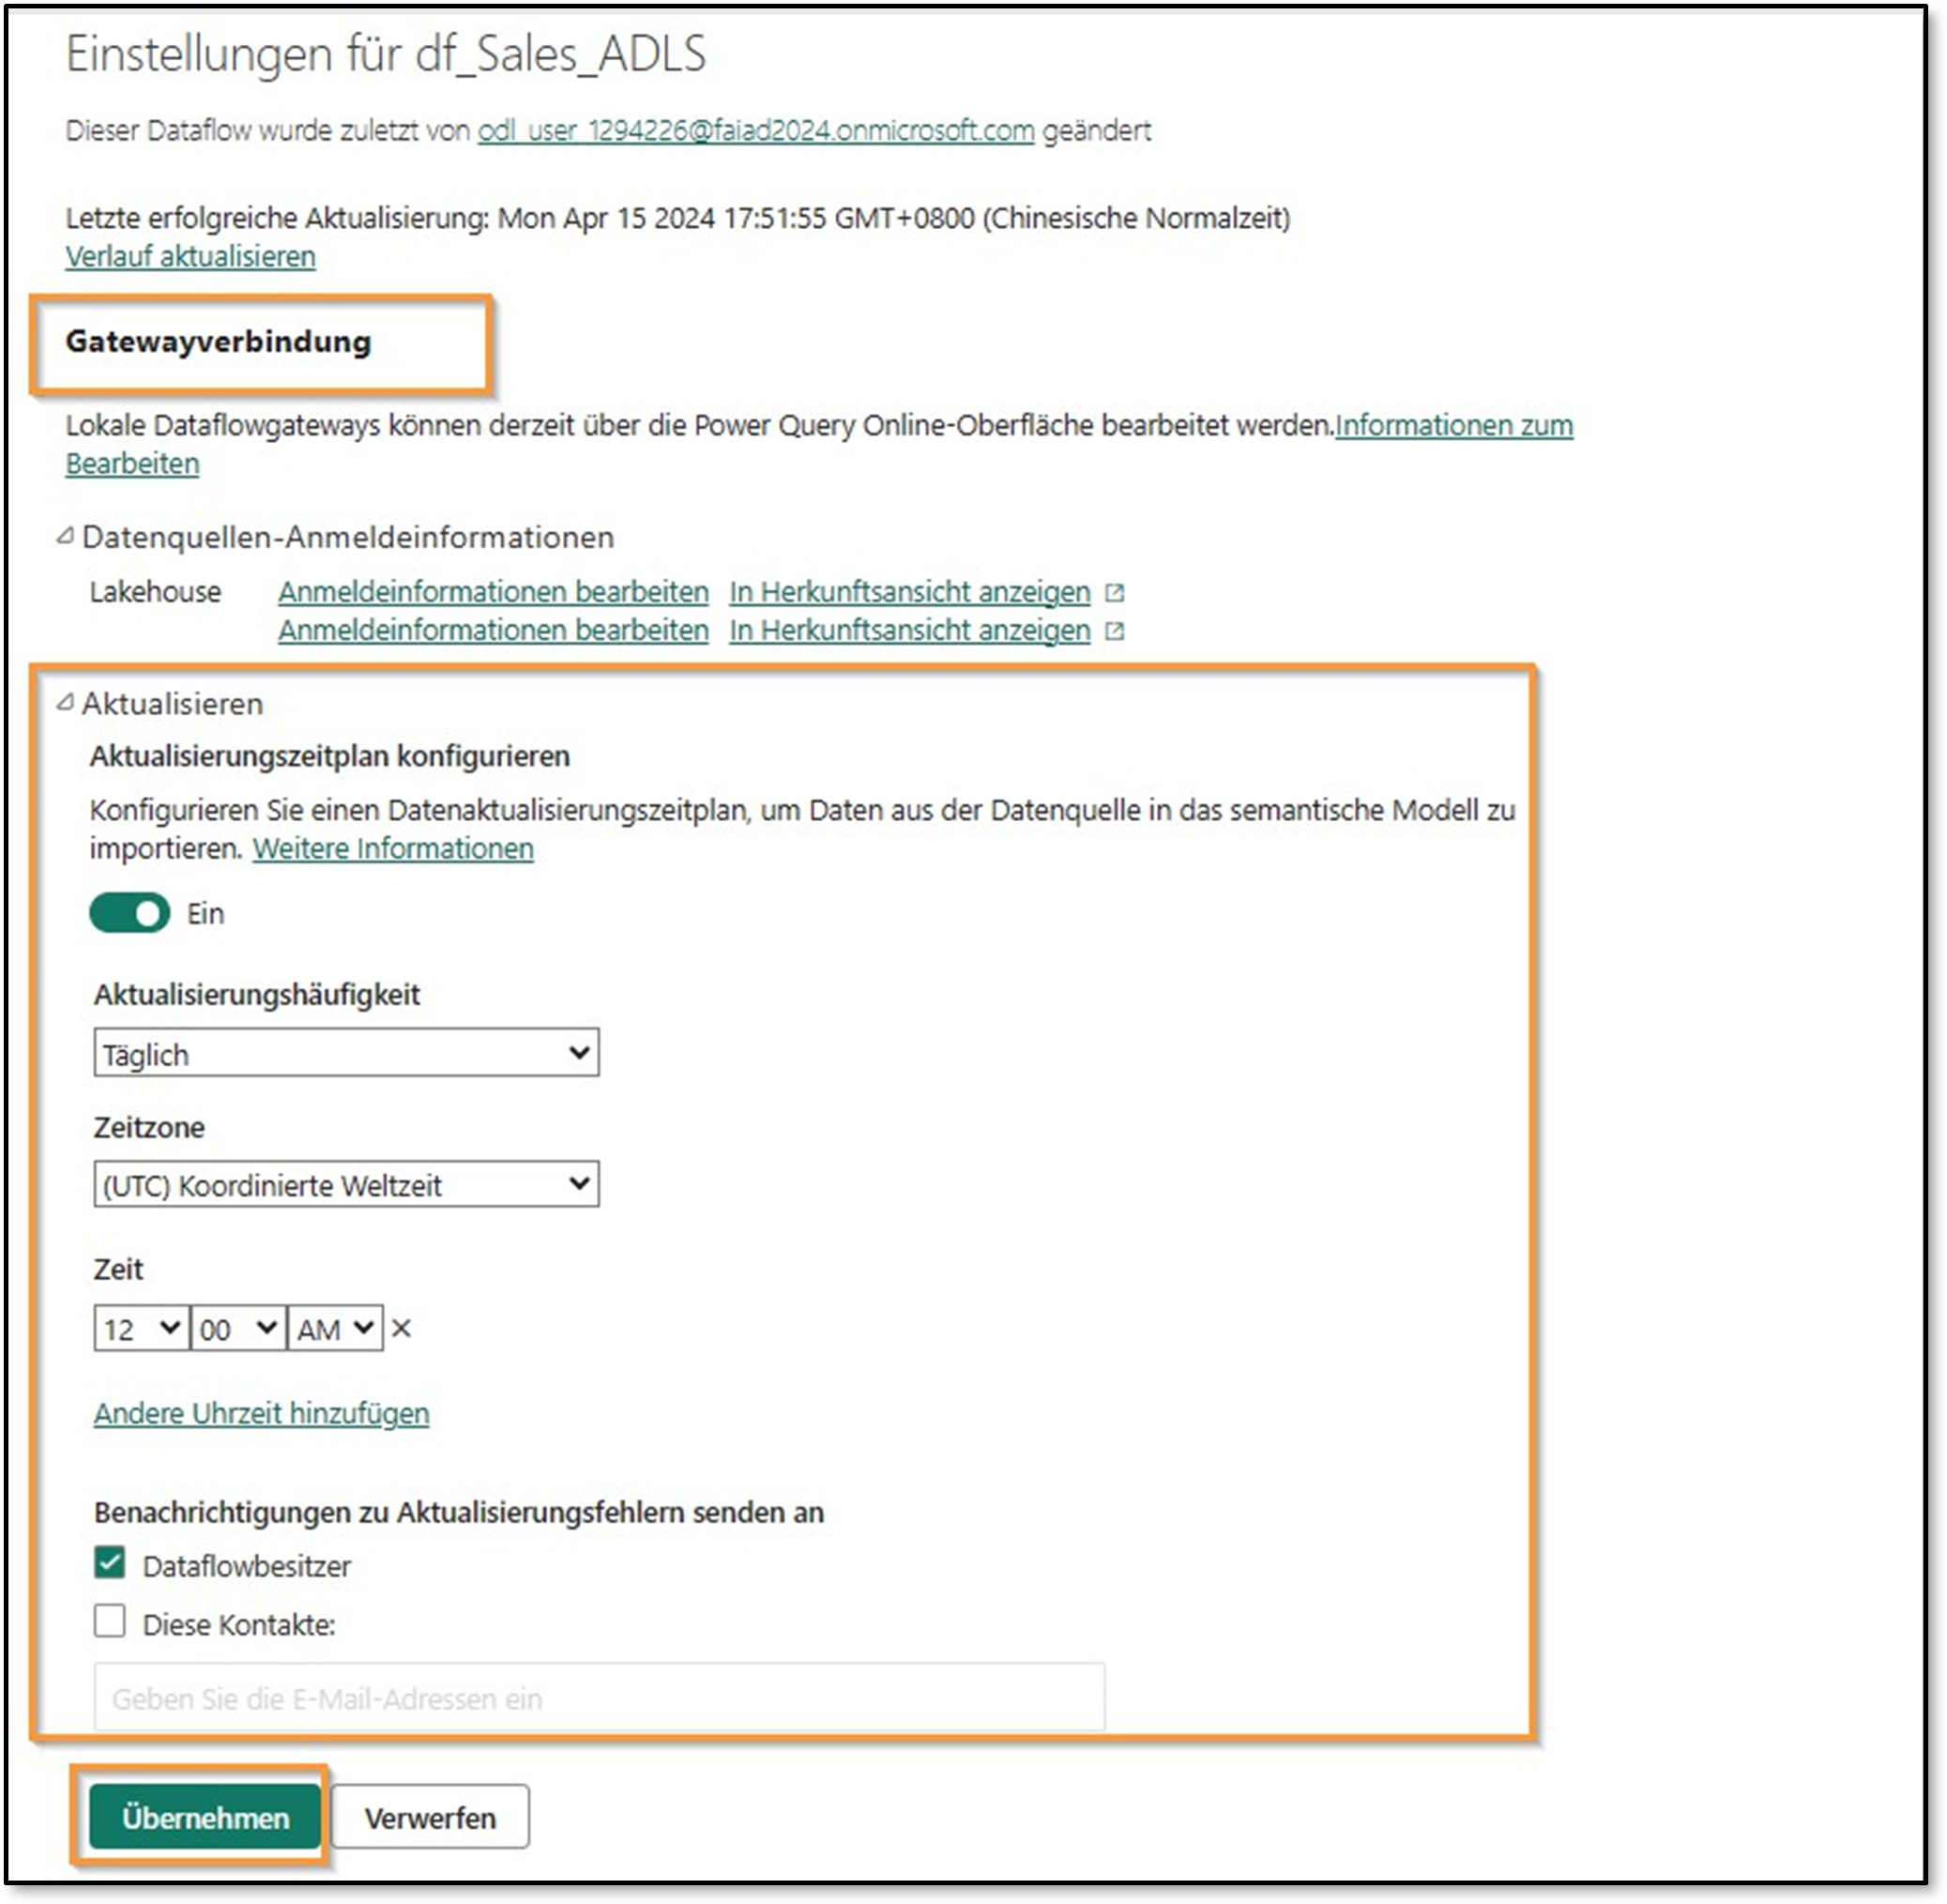 Einstellungen für df_Sales_ADLS
Dieser Dataflow wurde zuletzt von odl_user_1294226@faiad2024.onmicrosoft.com geändert
Letzte erfolgreiche Aktualisierung: Mon Apr 15 2024 17:51:55 GMT+0800 (Chinesische Normalzeit)
Verlauf aktualisieren
Gatewayverbindung
Lokale Dataflowgateways können derzeit über die Power Query Online-Oberfläche bearbeitet werden.Informationen zum
Bearbeiten
Datenquellen-Anmeldeinformationen
Lakehouse Anmeldeinformationen bearbeiten In Herkunftsansicht anzeigen
Anmeldeinformationen bearbeiten In Herkunftsansicht anzeigen
Aktualisieren
Aktualisierungszeitplan konfigurieren
Konfigurieren Sie einen Datenaktualisierungszeitplan, um Daten aus der Datenquelle in das semantische Modell zu
importieren. Weitere Informationen
Ein
Aktualisierungshäufigkeit
Täglich
Zeitzone
(UTC) Koordinierte Weltzeit
Zeit
12 00 AM
Andere Uhrzeit hinzufügen
Benachrichtigungen zu Aktualisierungsfehlern senden an
Dataflowbesitzer
Diese Kontakte:
Geben Sie die E-Mail-Adressen ein
Übernehmen Verwerfen